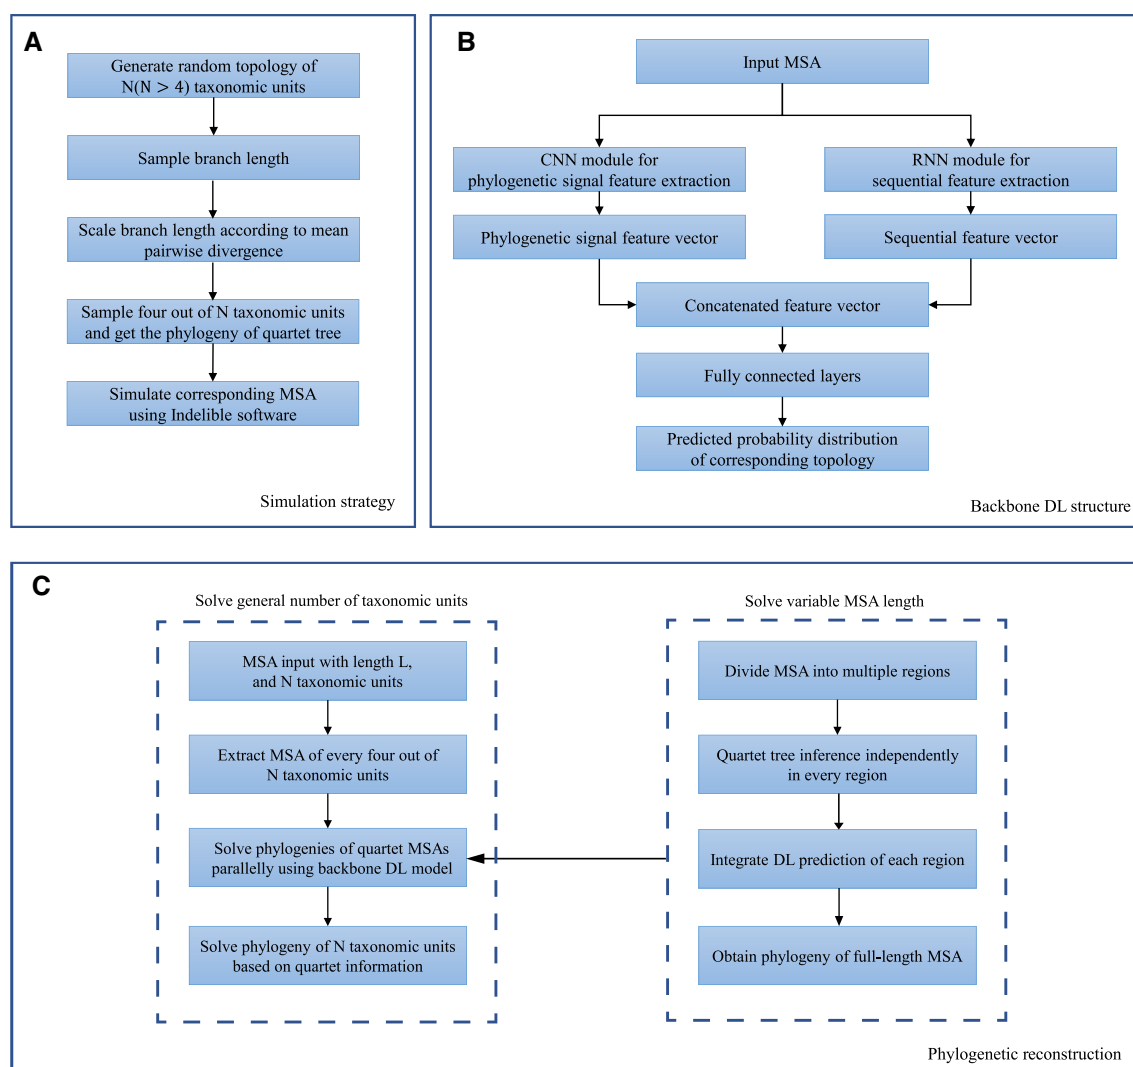 A
Generate random topology of
N(N > 4) taxonomic units
Sample branch length
Scale branch length according to mean
pairwise divergence
Sample four out of N taxonomic units
and get the phylogeny of quartet tree
Simulate corresponding MSA
using Indelible software
Simulation strategy
B
Input MSA
CNN module for
phylogenetic signal feature extraction
RNN module for
sequential feature extraction
Phylogenetic signal feature vector
Sequential feature vector
Concatenated feature vector
Fully connected layers
Predicted probability distribution
of corresponding topology
Backbone DL structure
C
Solve general number of taxonomic units
MSA input with length L,
and N taxonomic units
Extract MSA of every four out of
N taxonomic units
Solve phylogenies of quartet MSAs
parallelly using backbone DL model
Solve phylogeny of N taxonomic units
based on quartet information
Solve variable MSA length
Divide MSA into multiple regions
Quartet tree inference independently
in every region
Integrate DL prediction of each region
Obtain phylogeny of full-length MSA
Phylogenetic reconstruction